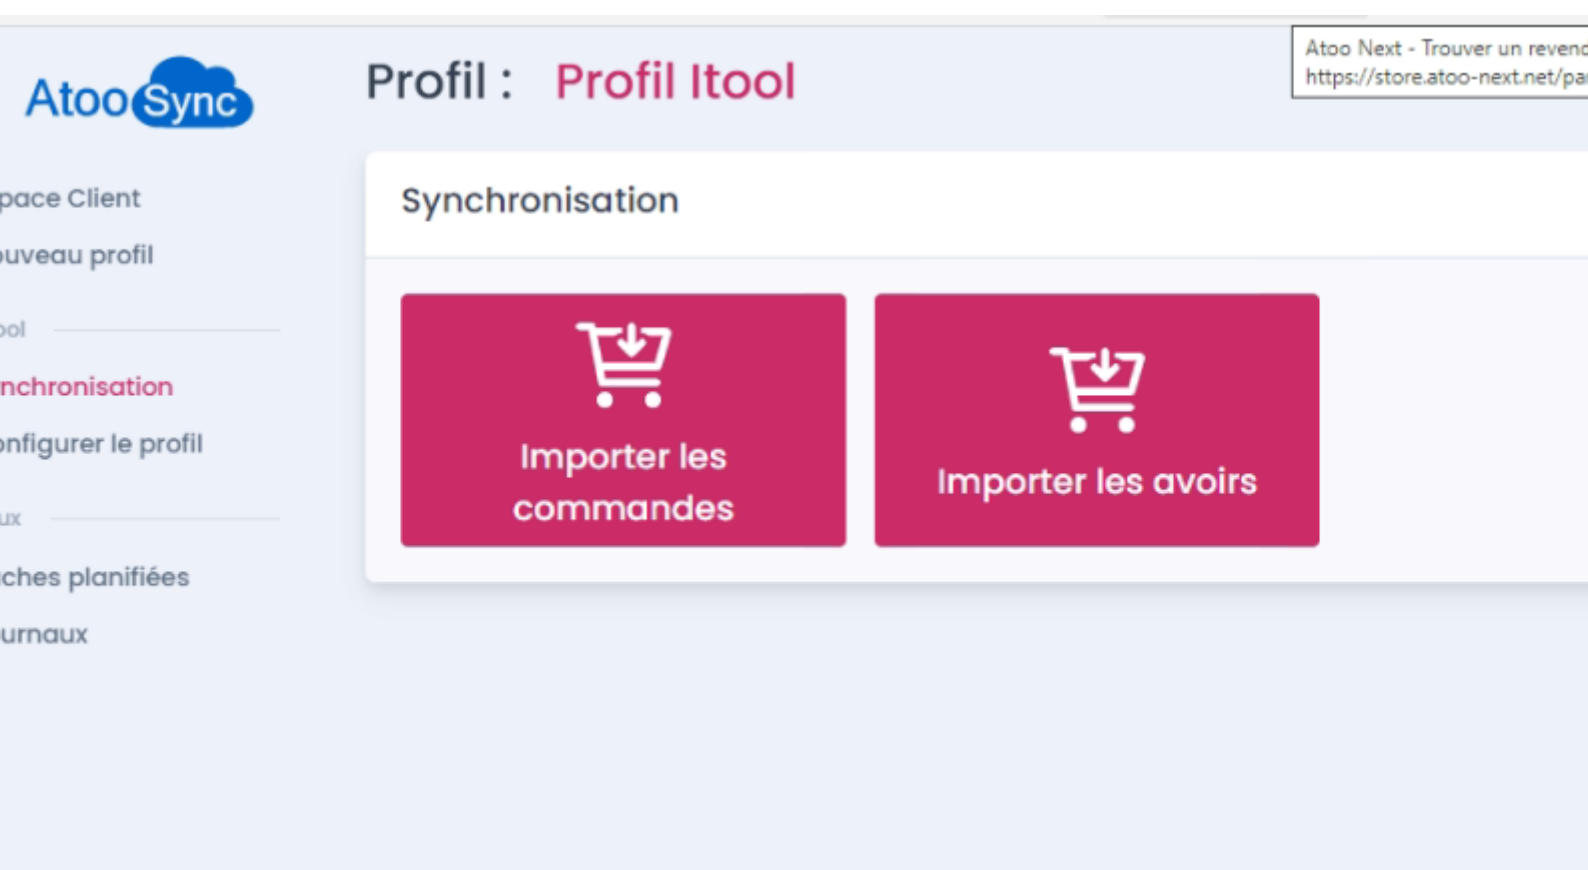 Atoo Next - Trouver un revend
https://store.atoo-next.net/par
AtooSync
Profil : Profil Itool
pace Client
ouveau profil
ool
nchronisation
onfigurer le profil
ux
ches planifiées
urnaux
Synchronisation
Importer les
commandes
Importer les avoirs